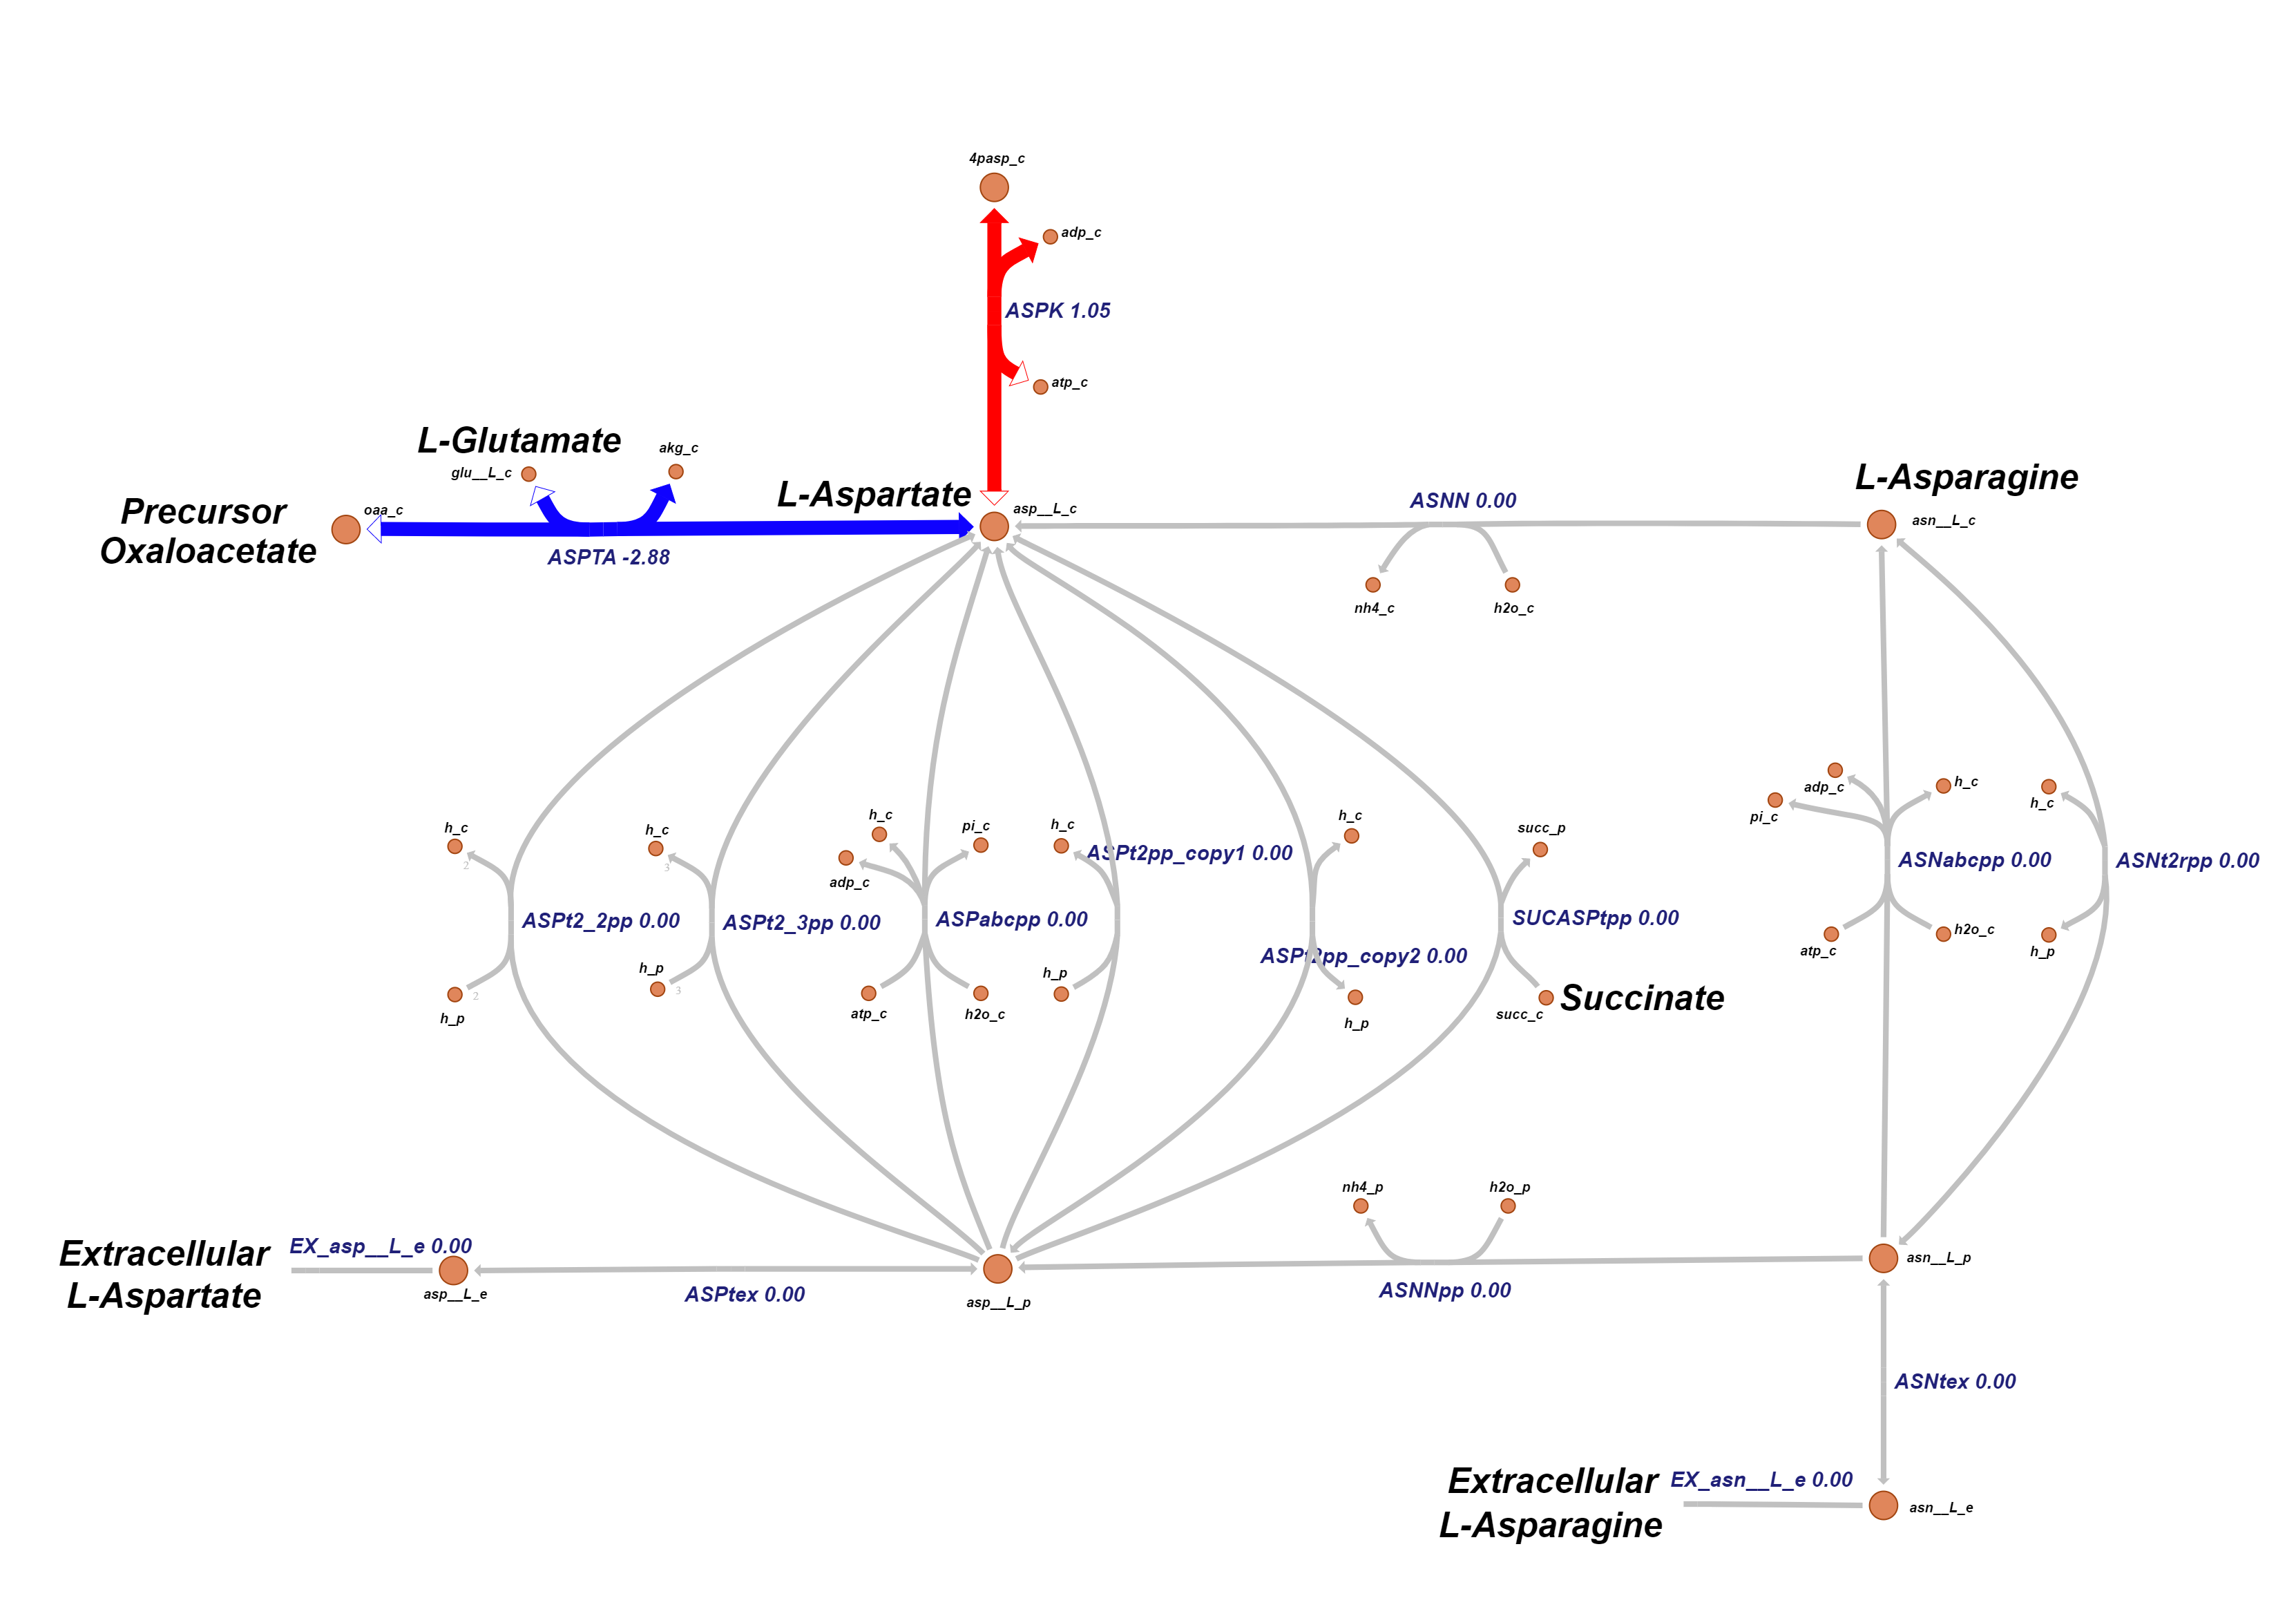 4pasp_c
adp_c
ASPK 1.05
atp_c
L-Glutamate
akg_c
glu__L_c
L-Aspartate
L-Asparagine
Precursor
Oxaloacetate
oaa_c
asp__L_c
ASNN 0.00
asn__L_c
ASPTA -2.88
nh4_c
h2o_c
adp_c
h_c
pi_c
h_c
h_c
h_c
h_c
pi_c
h_c
h_c
succ_p
ASPt2pp_copy1 0.00
ASNabcpp 0.00
ASNt2rpp 0.00
2
3
adp_c
ASPt2_2pp 0.00
ASPt2_3pp 0.00
ASPabcpp 0.00
SUCASPtpp 0.00
h2o_c
atp_c
h_p
ASPt2pp_copy2 0.00
h_p
h_p
2
3
Succinate
h_p
atp_c
h2o_c
succ_c
h_p
nh4_p
h2o_p
Extracellular
L-Aspartate
EX_asp__L_e 0.00
asp__L_e
ASPtex 0.00
asp__L_p
ASNNpp 0.00
asn__L_p
ASNtex 0.00
Extracellular
L-Asparagine
EX_asn__L_e 0.00
asn__L_e